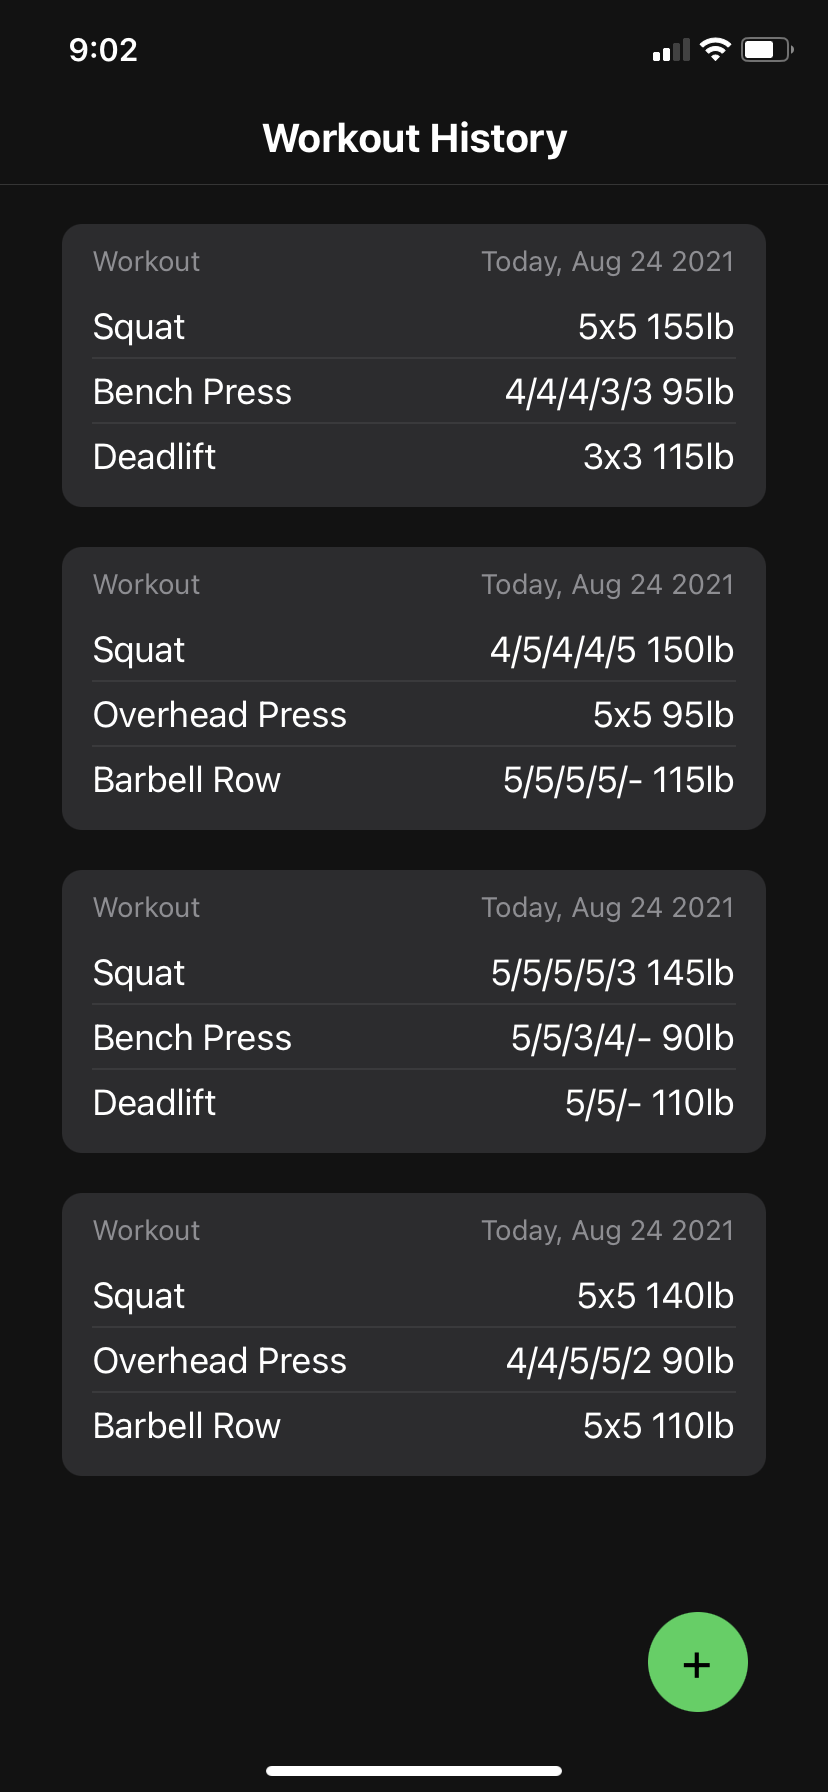 9:02
Workout History
Workout Today, Aug 24 2021
Squat 5x5 155lb
Bench Press 4/4/4/3/3 95lb
Deadlift 3x3 115lb
Workout Today, Aug 24 2021
Squat 4/5/4/4/5 150lb
Overhead Press 5x5 95lb
Barbell Row 5/5/5/5/- 115lb
Workout Today, Aug 24 2021
Squat 5/5/5/5/3 145lb
Bench Press 5/5/3/4/- 90lb
Deadlift 5/5/- 110lb
Workout Today, Aug 24 2021
Squat 5x5 140lb
Overhead Press 4/4/5/5/2 90lb
Barbell Row 5x5 110lb
+